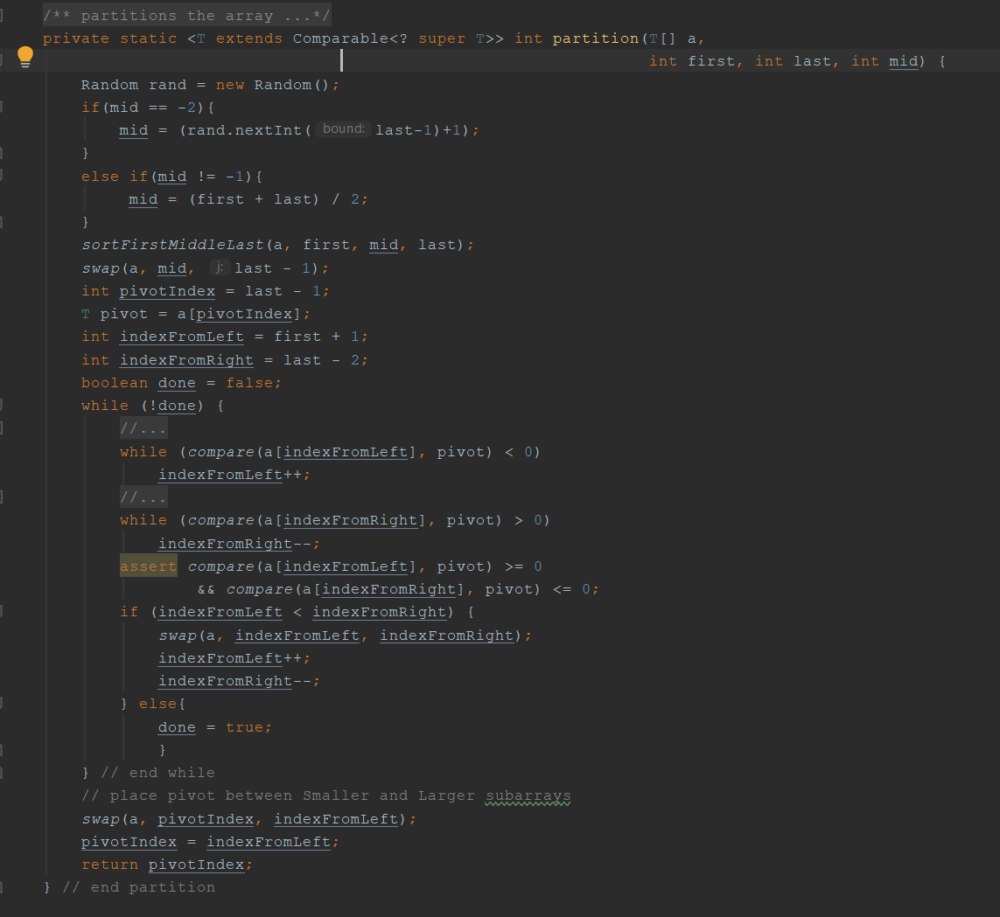 /** partitions the array ...*/
private static <T extends Comparable<? super T>> int partition(T[] a,
int first, int last, int mid) {
Random rand = new Random();
if(mid == -2){
mid = (rand.nextInt( bound: last-1)+1);
}
else if(mid != -1){
mid = (first + last) / 2;
}
sortFirstMiddleLast(a, first, mid, last);
swap(a, mid, j: last - 1);
int pivotIndex = last - 1;
T pivot = a[pivotIndex];
int indexFromLeft = first + 1;
int indexFromRight = last - 2;
boolean done = false;
while (!done) {
//...
while (compare(a[indexFromLeft], pivot) < 0)
indexFromLeft++;
//...
while (compare(a[indexFromRight], pivot) > 0)
indexFromRight--;
assert compare(a[indexFromLeft], pivot) >= 0
&& compare(a[indexFromRight], pivot) <= 0;
if (indexFromLeft < indexFromRight) {
swap(a, indexFromLeft, indexFromRight);
indexFromLeft++;
indexFromRight--;
} else{
done = true;
}
} // end while
// place pivot between Smaller and Larger subarrays
swap(a, pivotIndex, indexFromLeft);
pivotIndex = indexFromLeft;
return pivotIndex;
} // end partition